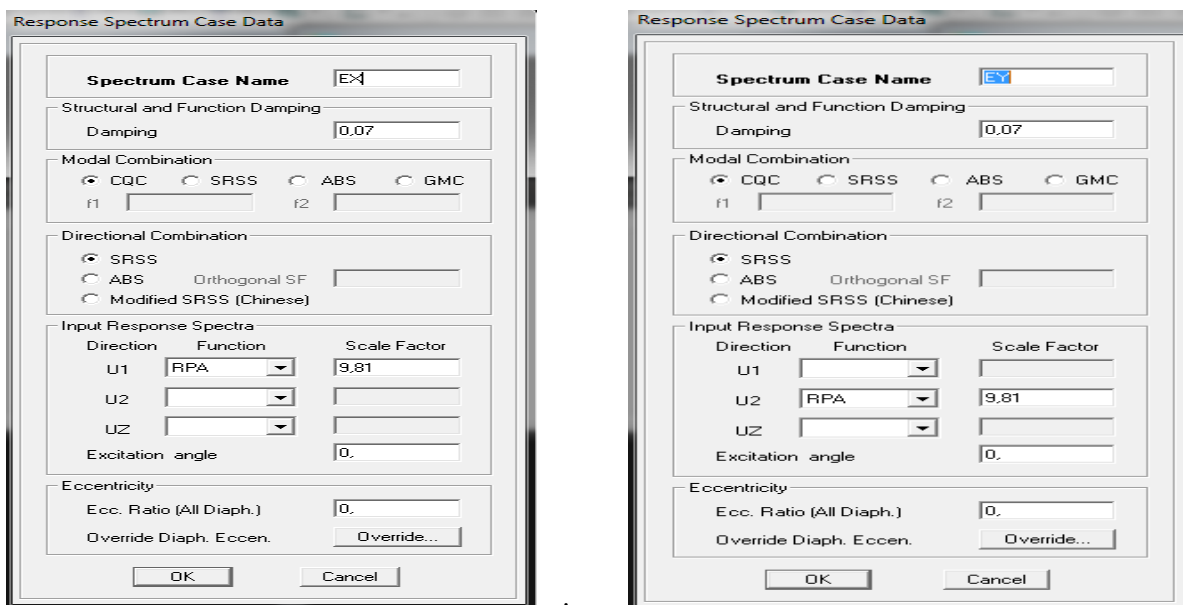 Response Spectrum Case Data
Spectrum Case Name EX
Structural and Function Damping
Damping 0,07
Modal Combination
CQC SRSS ABS GMC
f1 f2
Directional Combination
SRSS
ABS Orthogonal SF
Modified SRSS (Chinese)
Input Response Spectra
Direction Function Scale Factor
U1 RPA 9,81
U2
UZ
Excitation angle 0,
Eccentricity
Ecc. Ratio (All Diaph.) 0,
Override Diaph. Eccen. Override...
OK Cancel
.
Response Spectrum Case Data
Spectrum Case Name EY
Structural and Function Damping
Damping 0,07
Modal Combination
CQC SRSS ABS GMC
f1 f2
Directional Combination
SRSS
ABS Orthogonal SF
Modified SRSS (Chinese)
Input Response Spectra
Direction Function Scale Factor
U1
U2 RPA 9,81
UZ
Excitation angle 0,
Eccentricity
Ecc. Ratio (All Diaph.) 0,
Override Diaph. Eccen. Override...
OK Cancel